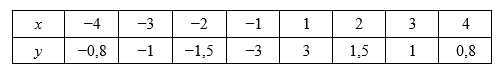 x −4 −3 −2 −1 1 2 3 4
y −0,8 −1 −1,5 −3 3 1,5 1 0,8